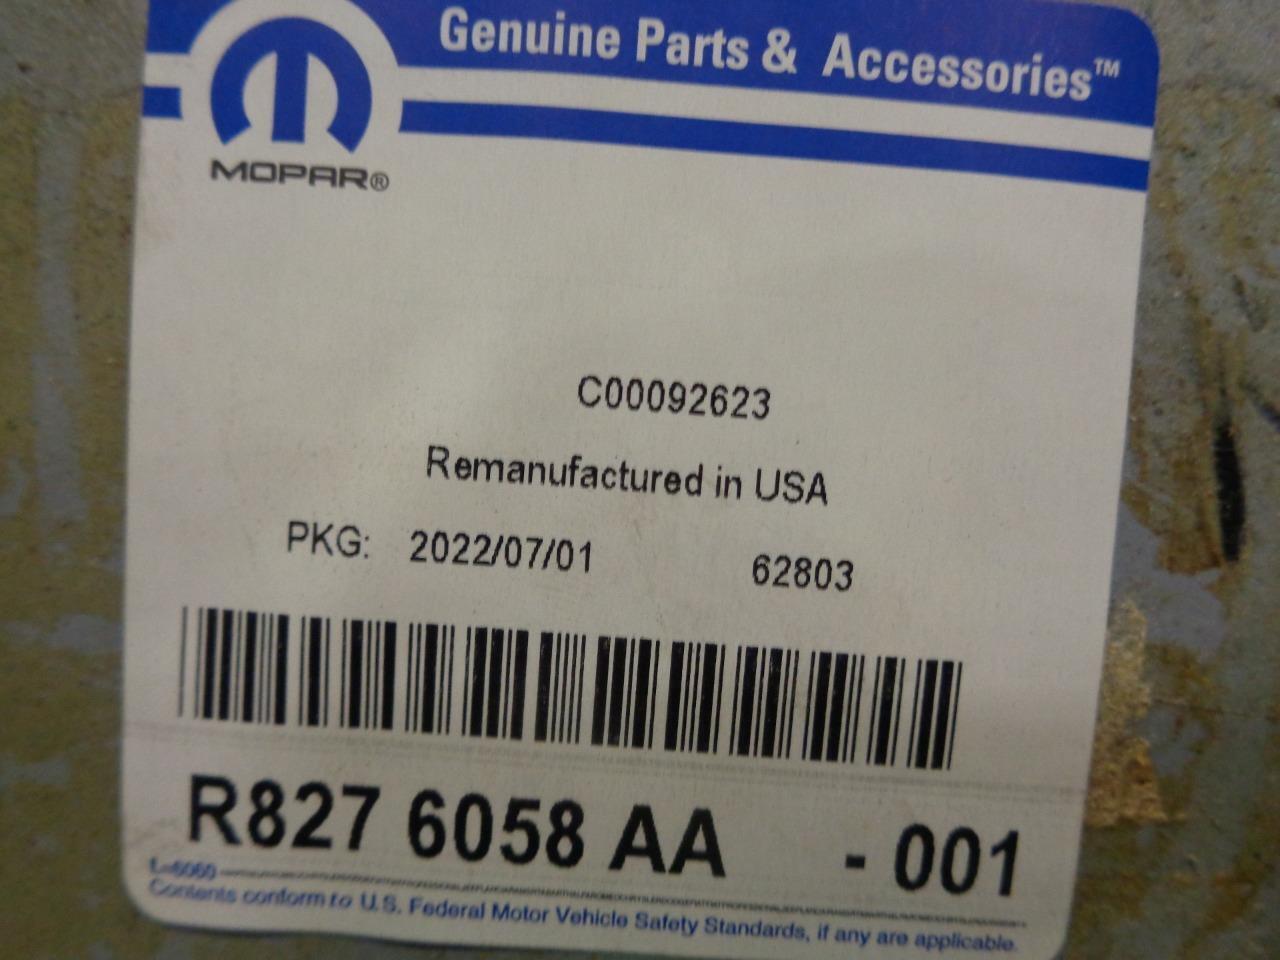 Genuine Parts & Accessories™
MOPAR®
C00092623
Remanufactured in USA
PKG: 2022/07/01 62803
R827 6058 AA - 001
L-6060
Contents conform to U.S. Federal Motor Vehicle Safety Standards, if any are applicable.